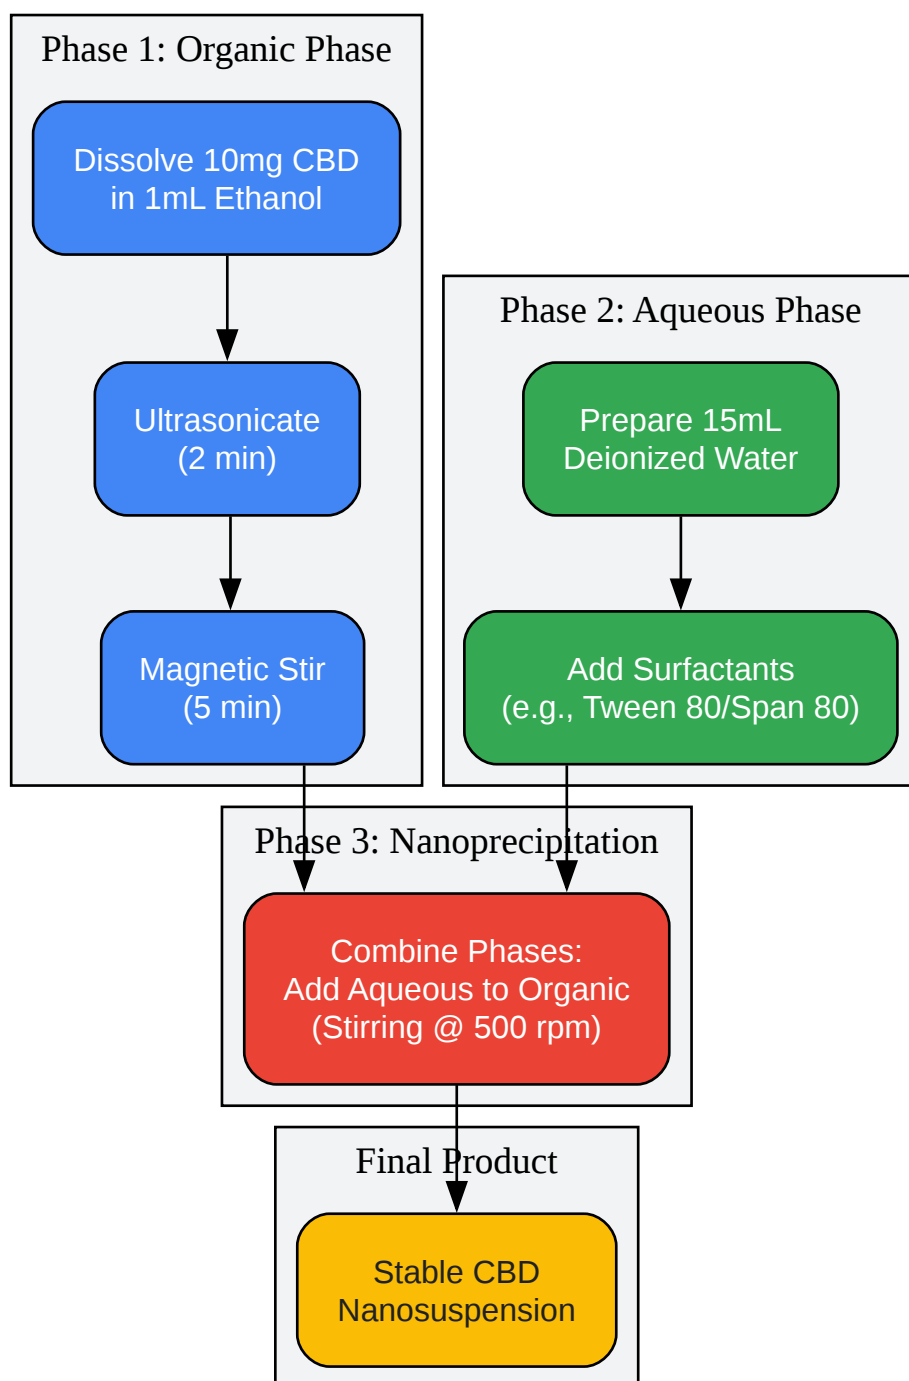 Phase 1: Organic Phase
Dissolve 10mg CBD
in 1mL Ethanol
Ultrasonicate
(2 min)
Magnetic Stir
(5 min)
Phase 2: Aqueous Phase
Prepare 15mL
Deionized Water
Add Surfactants
(e.g., Tween 80/Span 80)
Phase 3: Nanoprecipitation
Combine Phases:
Add Aqueous to Organic
(Stirring @ 500 rpm)
Final Product
Stable CBD
Nanosuspension